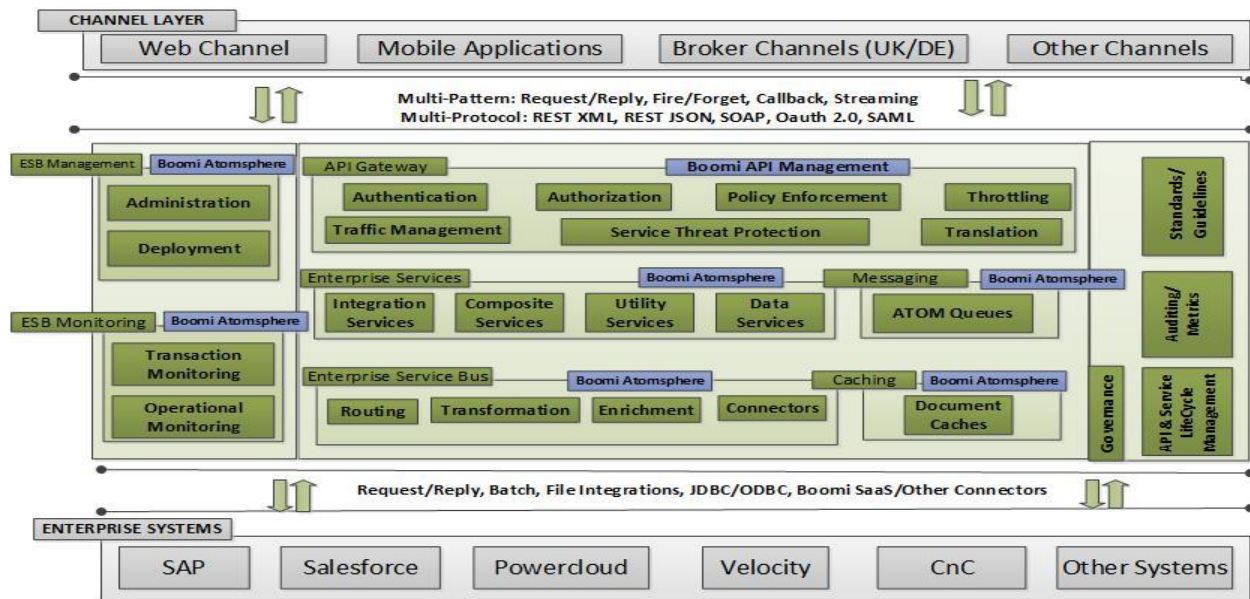 CHANNEL LAYER
Web Channel
Mobile Applications
Broker Channels (UK/DE)
Other Channels
Multi-Pattern: Request/Reply, Fire/Forget, Callback, Streaming
Multi-Protocol: REST XML, REST JSON, SOAP, Oauth 2.0, SAML
ESB Management
Boomi Atomsphere
Administration
Deployment
ESB Monitoring
Boomi Atomsphere
Transaction
Monitoring
Operational
Monitoring
API Gateway
Boomi API Management
Authentication
Authorization
Policy Enforcement
Throttling
Traffic Management
Service Threat Protection
Translation
Enterprise Services
Boomi Atomsphere
Integration
Services
Composite
Services
Utility
Services
Data
Services
Messaging
Boomi Atomsphere
ATOM Queues
Enterprise Service Bus
Boomi Atomsphere
Routing
Transformation
Enrichment
Connectors
Caching
Boomi Atomsphere
Document
Caches
Governance
Standards/
Guidelines
Auditing/
Metrics
API & Service
LifeCycle
Management
Request/Reply, Batch, File Integrations, JDBC/ODBC, Boomi SaaS/Other Connectors
ENTERPRISE SYSTEMS
SAP
Salesforce
Powercloud
Velocity
CnC
Other Systems